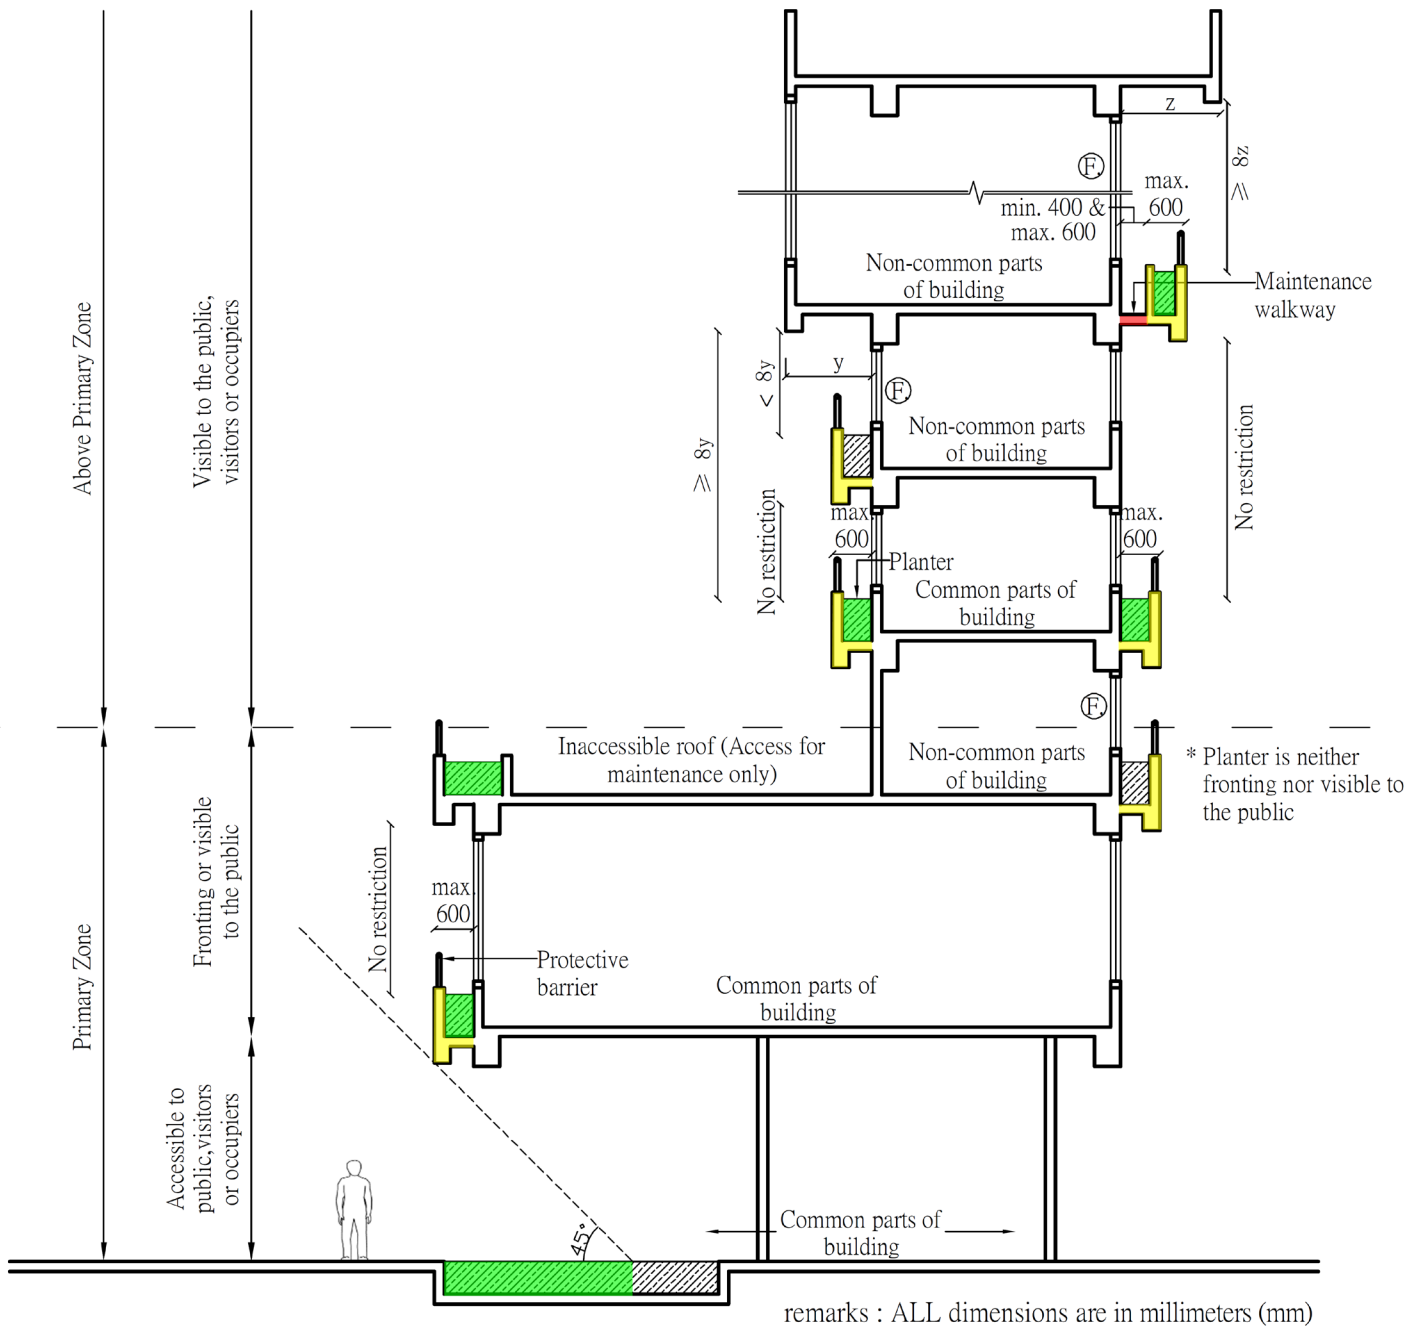 z
≥ 8z
F.
max.
600
min. 400 &
max. 600
Non-common parts
of building
Maintenance
walkway
Above Primary Zone
Visible to the public,
visitors or occupiers
y
< 8y
≥ 8y
F.
Non-common parts
of building
No restriction
No restriction
max.
600
max.
600
Planter
Common parts of
building
F.
Inaccessible roof (Access for
maintenance only)
Non-common parts
of building
* Planter is neither
fronting nor visible to
the public
Primary Zone
Fronting or visible
to the public
No restriction
max.
600
Protective
barrier
Common parts of
building
Accessible to
public,visitors
or occupiers
45°
Common parts of
building
remarks : ALL dimensions are in millimeters (mm)